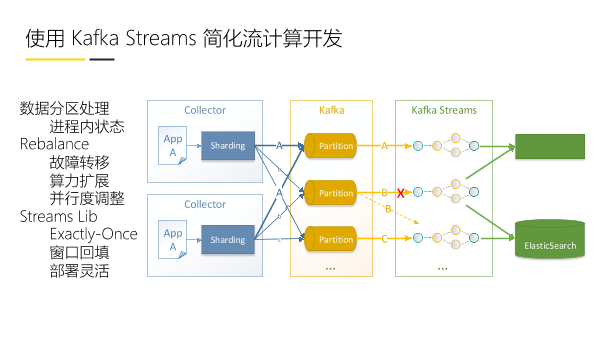 使用 Kafka Streams 简化流计算开发
数据分区处理
进程内状态
Rebalance
故障转移
算力扩展
并行度调整
Streams Lib
Exactly-Once
窗口回填
部署灵活
Collector
App
A
Sharding
A
Collector
App
A
Sharding
A
Kafka
Partition
Partition
Partition
...
A
B
X
B
C
Kafka Streams
...
ElasticSearch